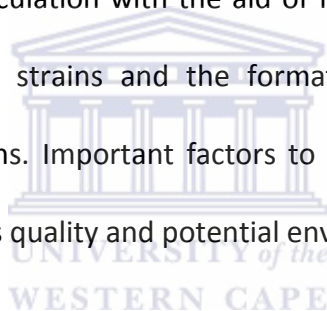 culation with the aid of
strains and the format
ns. Important factors to
s quality and potential env
UNIVERSITY of the
WESTERN CAPE